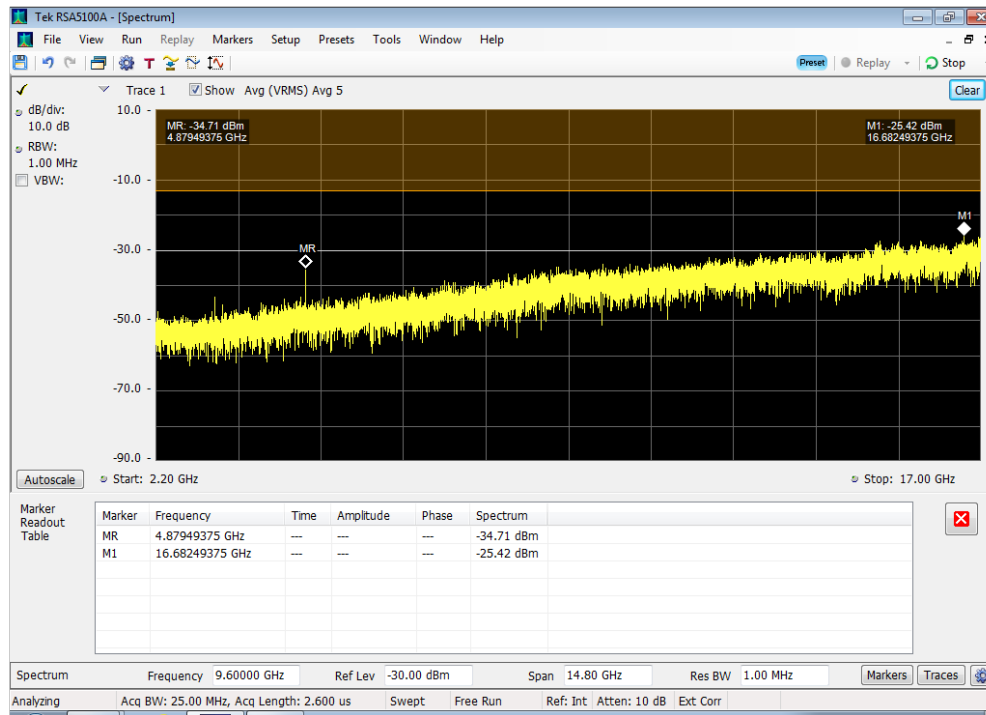 Tek RSA5100A - [Spectrum]
File View Run Replay Markers Setup Presets Tools Window Help
T Preset Replay Stop
Trace 1 Show Avg (VRMS) Avg 5 Clear
dB/div:
10.0 dB
RBW:
1.00 MHz
VBW:
10.0
-10.0
-30.0
-50.0
-70.0
-90.0
MR: -34.71 dBm
4.87949375 GHz
M1: -25.42 dBm
16.68249375 GHz
M1
MR
Autoscale Start: 2.20 GHz Stop: 17.00 GHz
Marker
Readout
Table
Marker Frequency Time Amplitude Phase Spectrum
MR 4.87949375 GHz --- --- --- -34.71 dBm
M1 16.68249375 GHz --- --- --- -25.42 dBm
Spectrum Frequency 9.60000 GHz Ref Lev -30.00 dBm Span 14.80 GHz Res BW 1.00 MHz Markers Traces
Analyzing Acq BW: 25.00 MHz, Acq Length: 2.600 us Swept Free Run Ref: Int Atten: 10 dB Ext Corr